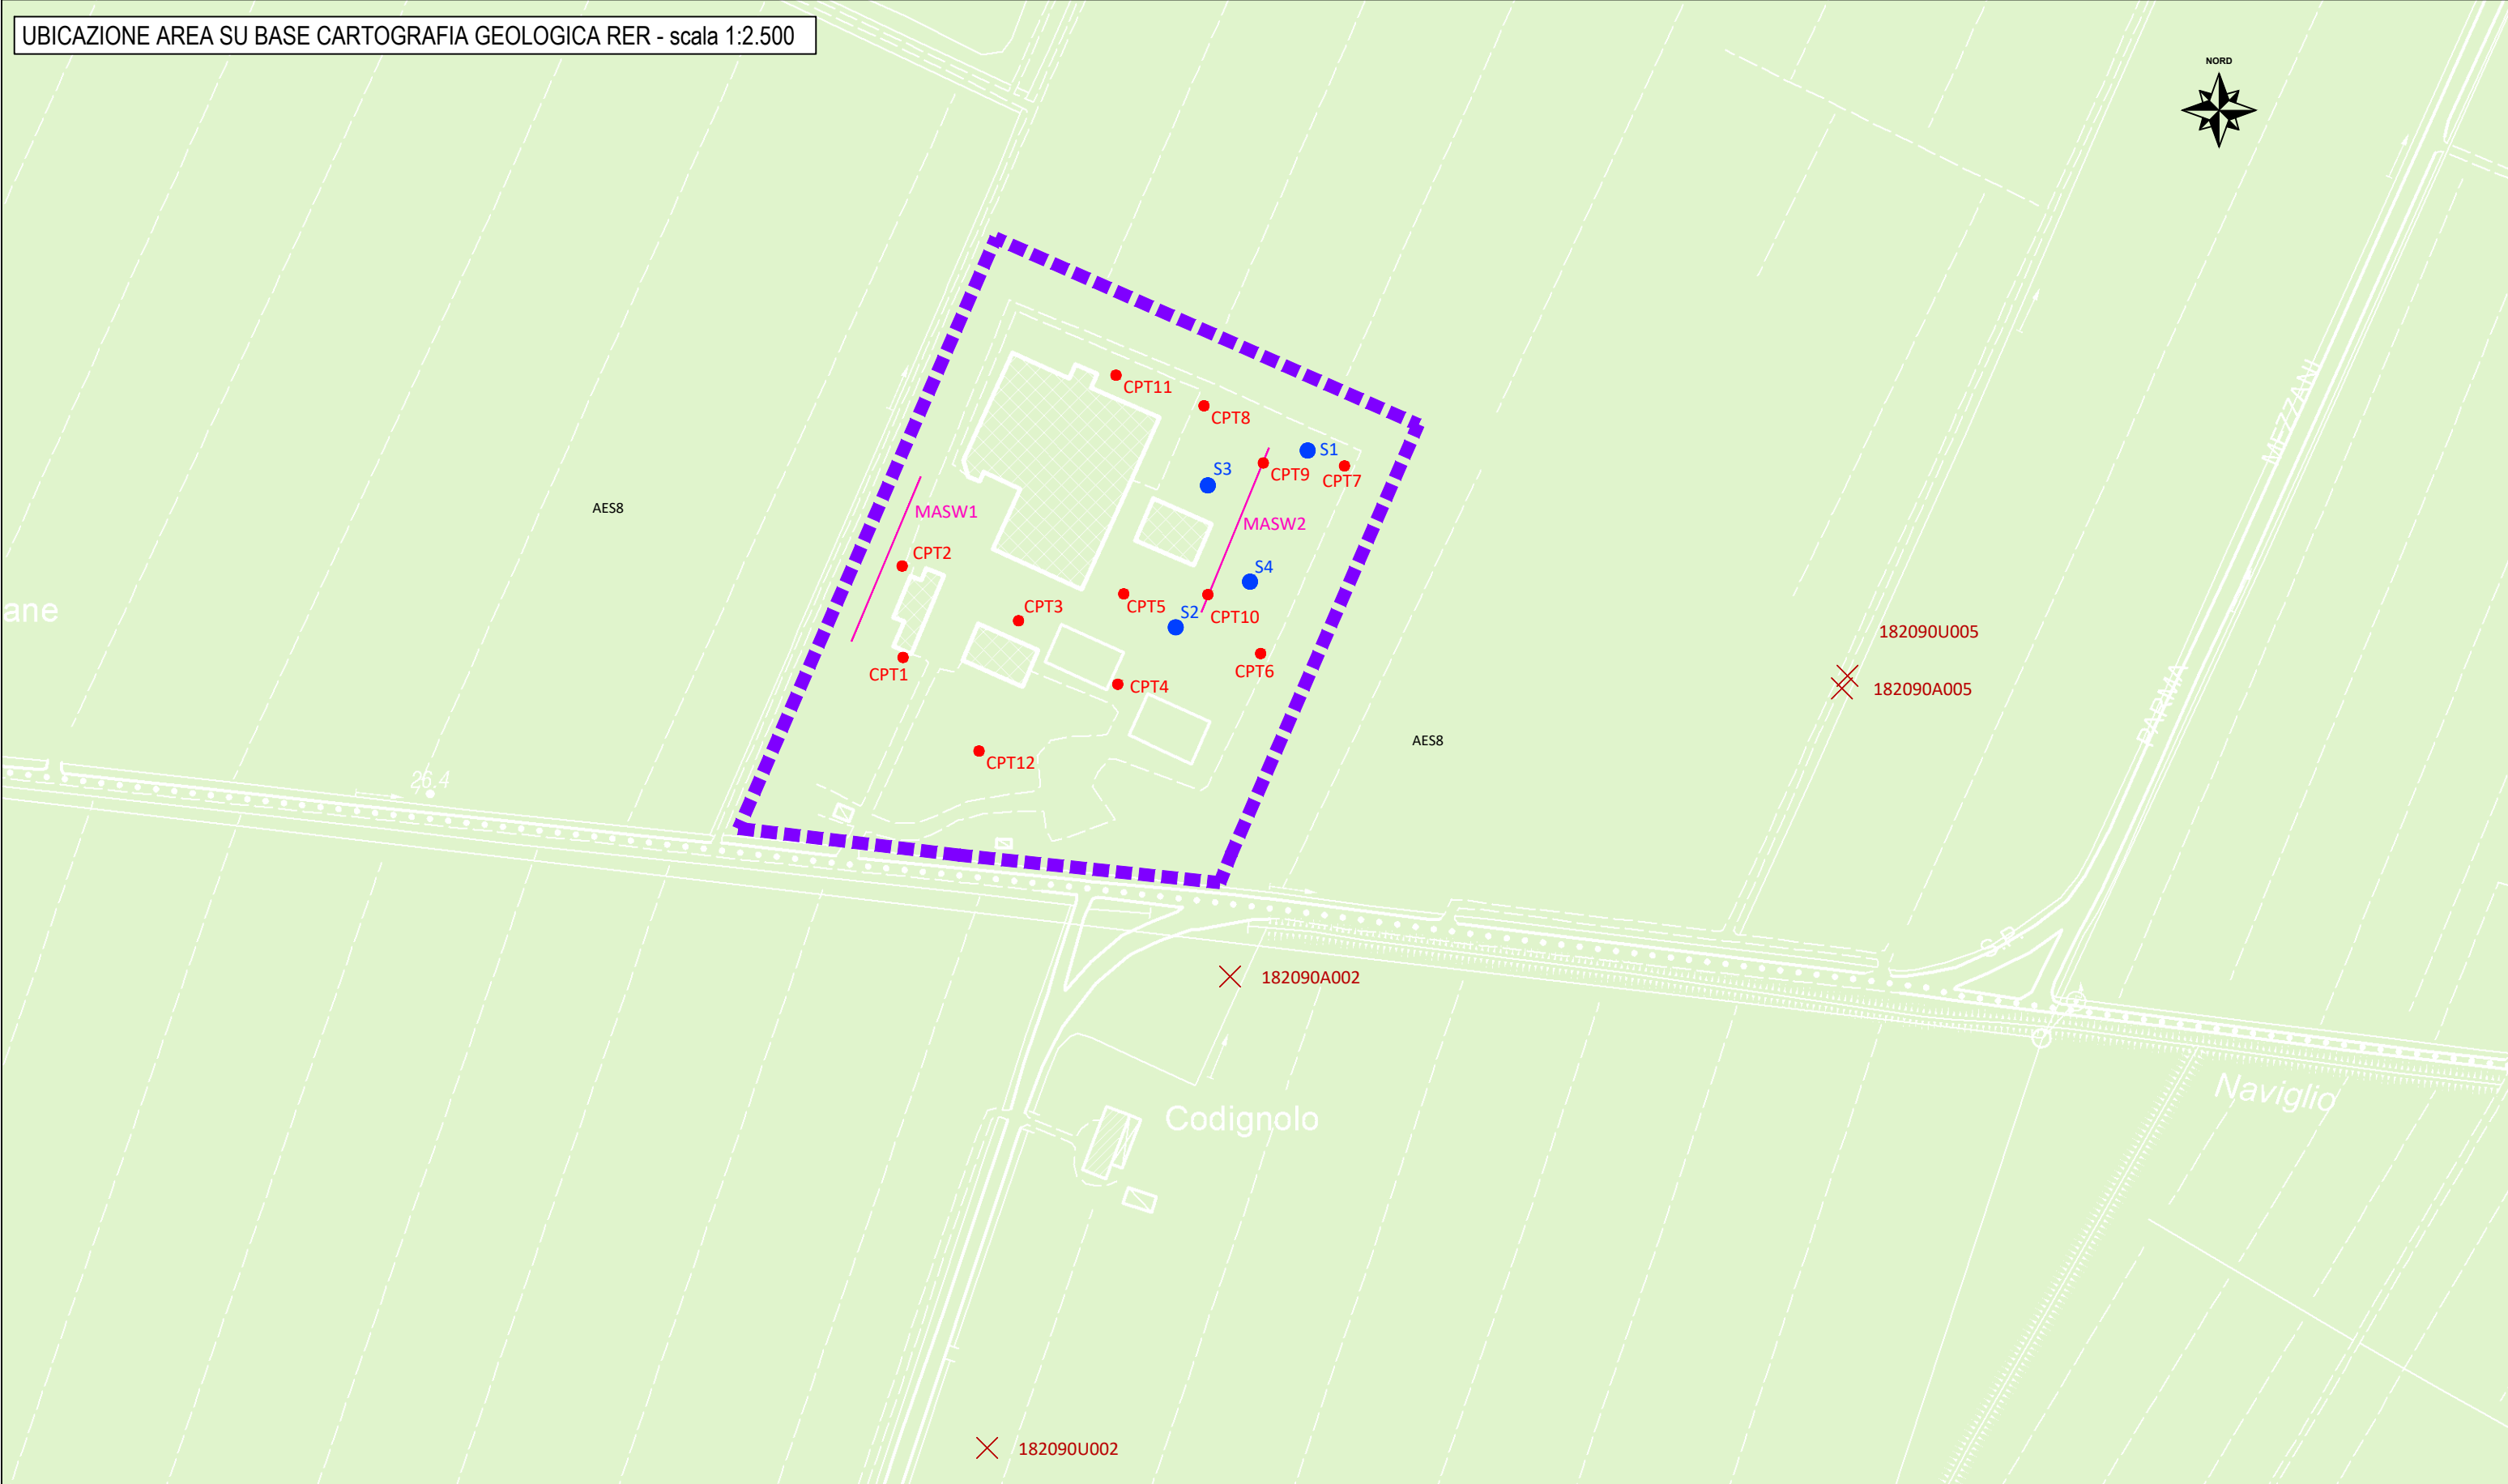 UBICAZIONE AREA SU BASE CARTOGRAFIA GEOLOGICA RER - scala 1:2.500
NORD
CPT11
CPT8
S1
S3
CPT9
CPT7
AES8
MASW1
MASW2
CPT2
S4
CPT3
CPT5
S2
CPT10
ane
CPT1
CPT6
CPT4
CPT12
AES8
26.4
MEZZANI
PARMA
S.P.
182090U005
182090A005
182090A002
Codignolo
Naviglio
182090U002